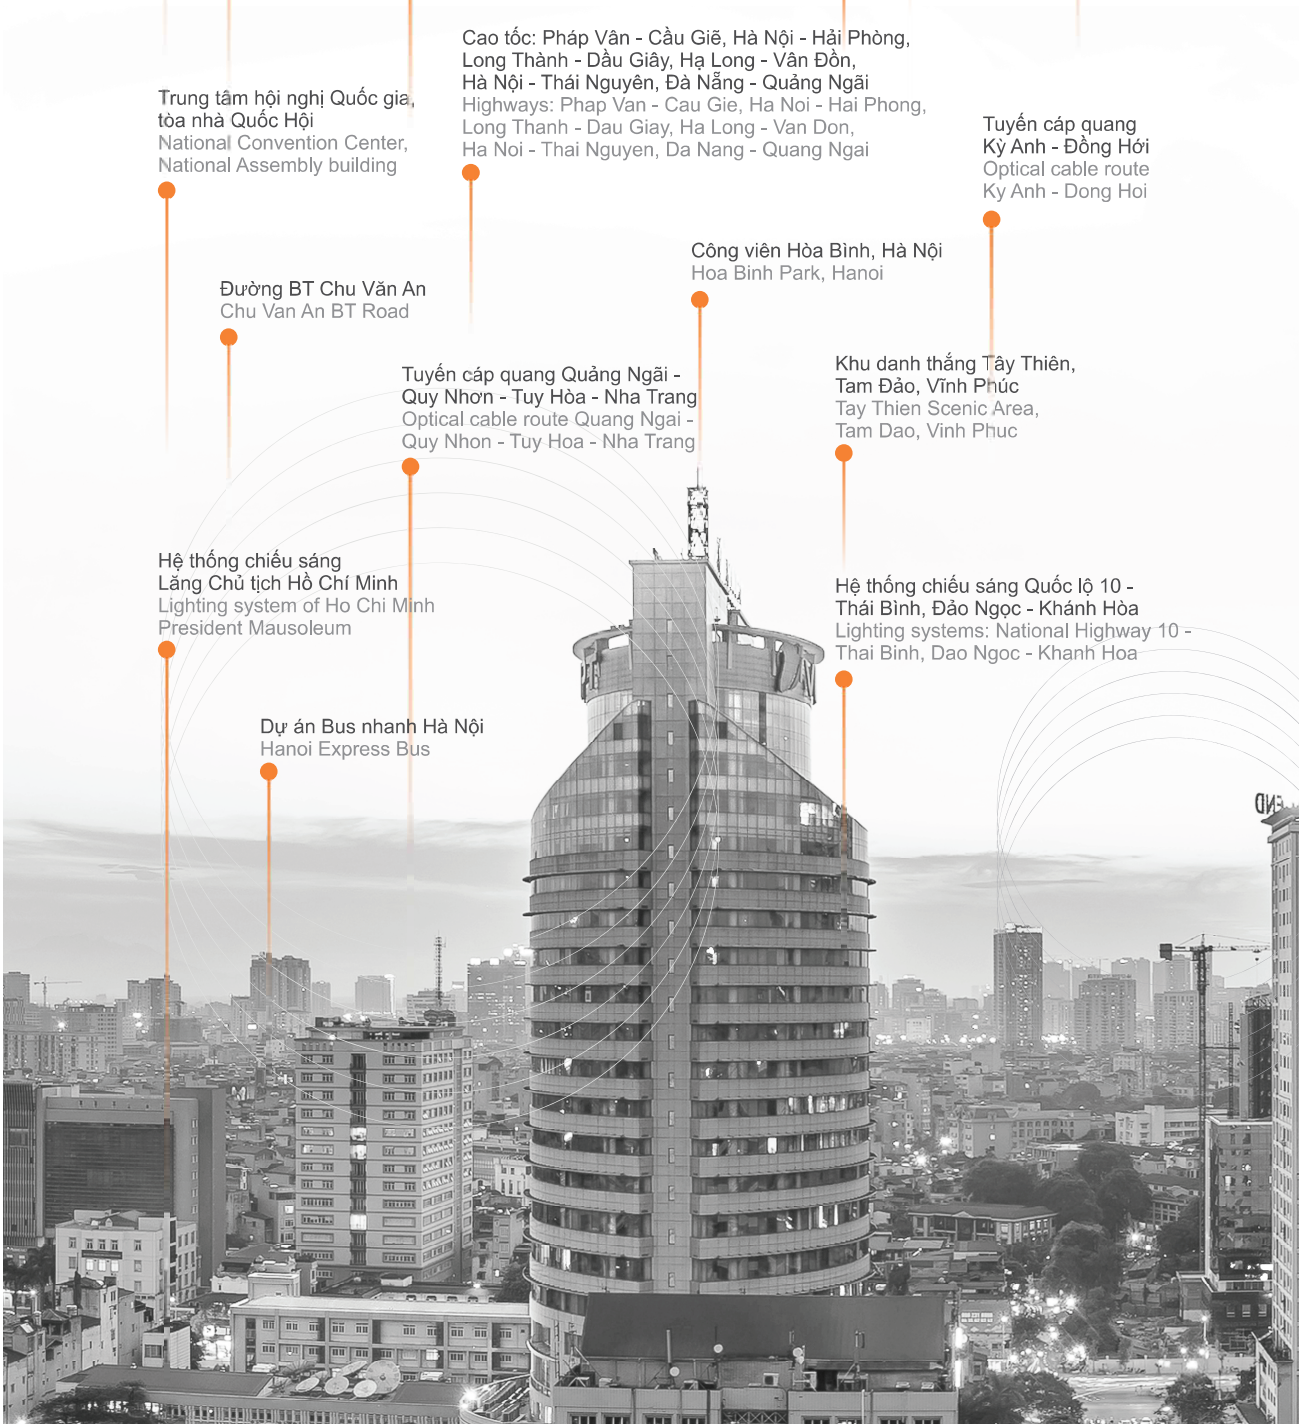 Cao tốc: Pháp Vân - Cầu Giẽ, Hà Nội - Hải Phòng,
Long Thành - Dầu Giây, Hạ Long - Vân Đồn,
Hà Nội - Thái Nguyên, Đà Nẵng - Quảng Ngãi
Highways: Phap Van - Cau Gie, Ha Noi - Hai Phong,
Long Thanh - Dau Giay, Ha Long - Van Don,
Ha Noi - Thai Nguyen, Da Nang - Quang Ngai
Trung tâm hội nghị Quốc gia,
tòa nhà Quốc Hội
National Convention Center,
National Assembly building
Tuyến cáp quang
Kỳ Anh - Đồng Hới
Optical cable route
Ky Anh - Dong Hoi
Công viên Hòa Bình, Hà Nội
Hoa Binh Park, Hanoi
Đường BT Chu Văn An
Chu Van An BT Road
Tuyến cáp quang Quảng Ngãi -
Quy Nhơn - Tuy Hòa - Nha Trang
Optical cable route Quang Ngai -
Quy Nhon - Tuy Hoa - Nha Trang
Khu danh thắng Tây Thiên,
Tam Đảo, Vĩnh Phúc
Tay Thien Scenic Area,
Tam Dao, Vinh Phuc
Hệ thống chiếu sáng
Lăng Chủ tịch Hồ Chí Minh
Lighting system of Ho Chi Minh
President Mausoleum
Hệ thống chiếu sáng Quốc lộ 10 -
Thái Bình, Đảo Ngọc - Khánh Hòa
Lighting systems: National Highway 10 -
Thai Binh, Dao Ngoc - Khanh Hoa
Dự án Bus nhanh Hà Nội
Hanoi Express Bus